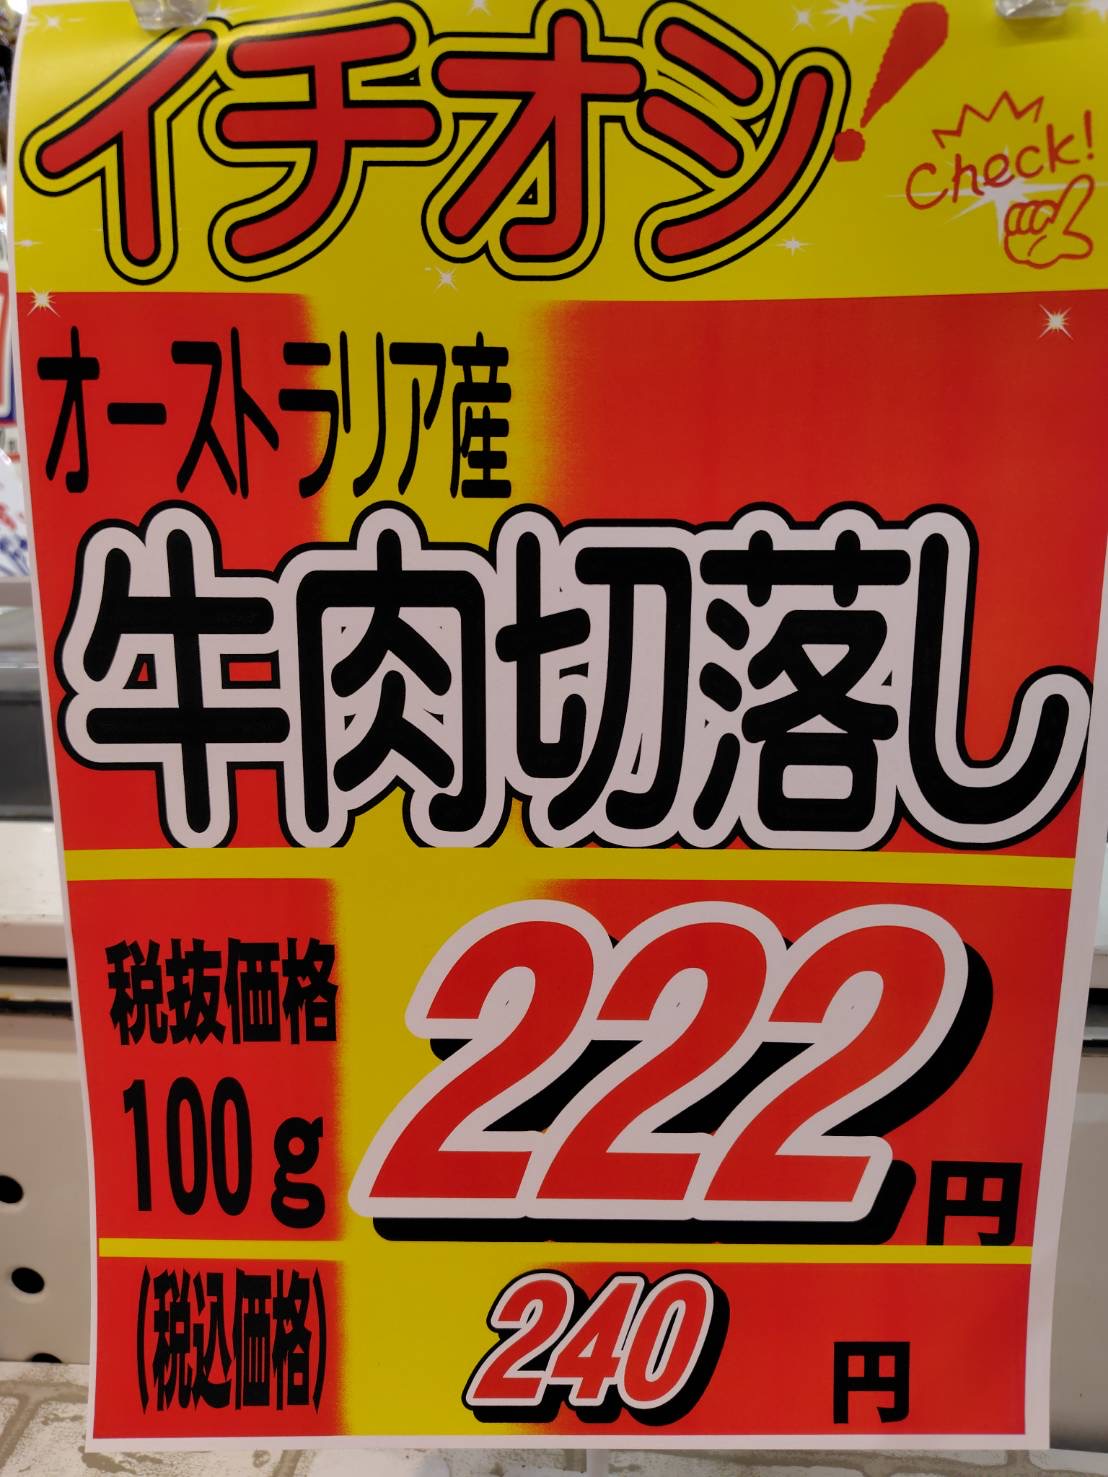 イチオシ!
Check!
オーストラリア産
牛肉切落し
税抜価格
100g
222円
(税込価格)
240円